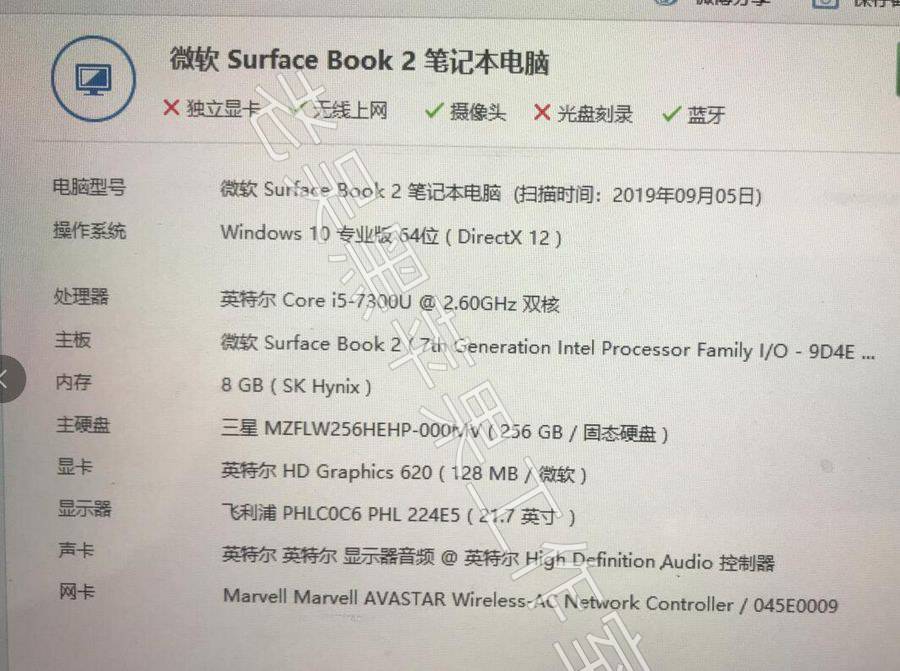 微软 Surface Book 2 笔记本电脑
独立显卡 无线上网 摄像头 光盘刻录 蓝牙
电脑型号 微软 Surface Book 2 笔记本电脑 (扫描时间：2019年09月05日)
操作系统 Windows 10 专业版 64位 ( DirectX 12 )
处理器 英特尔 Core i5-7300U @ 2.60GHz 双核
主板 微软 Surface Book 2 ( 7th Generation Intel Processor Family I/O - 9D4E ...
内存 8 GB ( SK Hynix )
主硬盘 三星 MZFLW256HEHP-000MV ( 256 GB / 固态硬盘 )
显卡 英特尔 HD Graphics 620 ( 128 MB / 微软 )
显示器 飞利浦 PHLC0C6 PHL 224E5 ( 21.7 英寸 )
声卡 英特尔 英特尔 显示器音频 @ 英特尔 High Definition Audio 控制器
网卡 Marvell Marvell AVASTAR Wireless-AC Network Controller / 045E0009
老吴黑苹果工作室